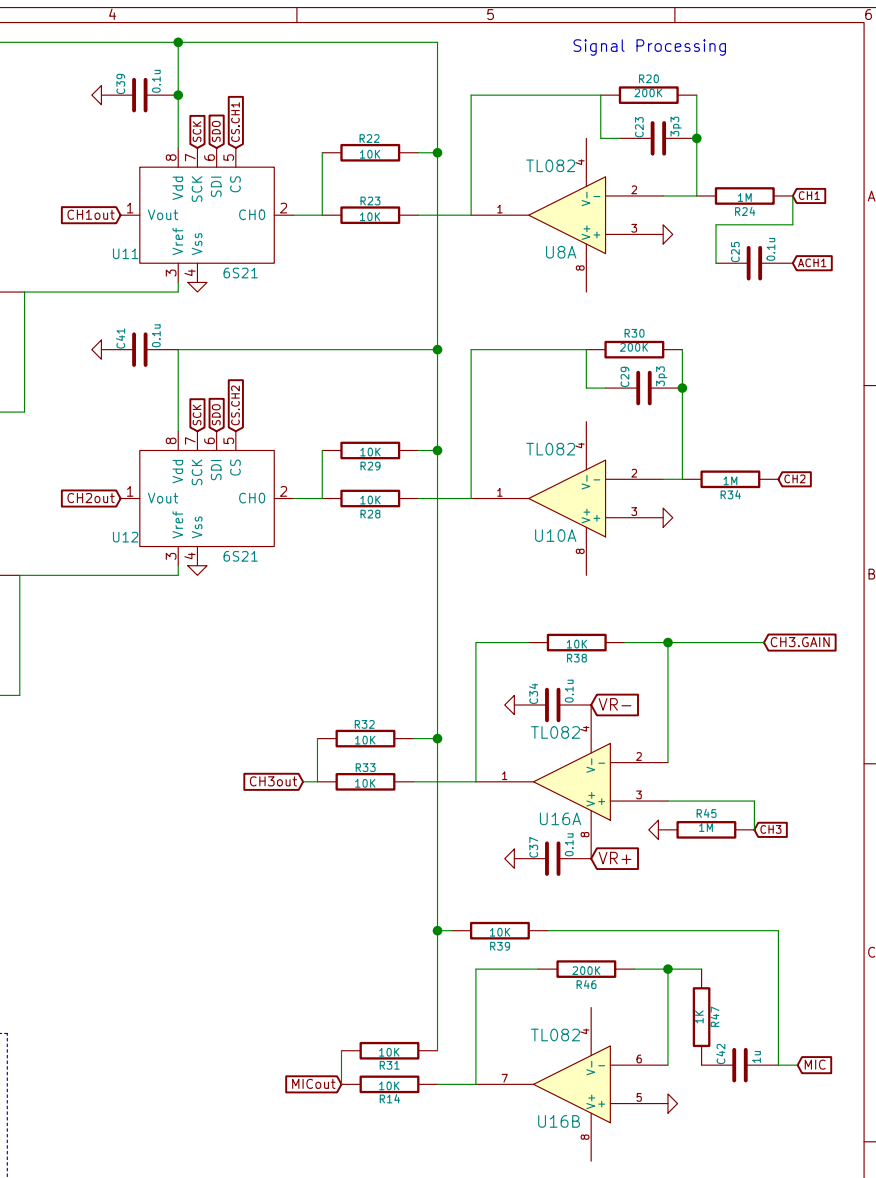 4
5
6
Signal Processing
C39
0.1u
SCK
SDO
CS.CH1
8
7
6
5
Vdd
SCK
SDI
CS
CH1out
1
Vout
CH0
2
Vref
Vss
U11
3
4
6S21
R22
10K
R23
10K
R20
200K
C23
3p3
TL082
4
V-
-
2
1
V+
+
3
U8A
8
1M
R24
CH1
C25
0.1u
ACH1
A
C41
0.1u
SCK
SDO
CS.CH2
8
7
6
5
Vdd
SCK
SDI
CS
CH2out
1
Vout
CH0
2
Vref
Vss
U12
3
4
6S21
10K
R29
10K
R28
R30
200K
C29
3p3
TL082
4
V-
-
2
1
V+
+
3
U10A
8
1M
R34
CH2
B
10K
R38
CH3.GAIN
C34
0.1u
VR-
TL082
4
V-
-
2
1
V+
+
3
U16A
8
R32
10K
CH3out
R33
10K
R45
1M
CH3
C37
0.1u
VR+
10K
R39
C
200K
R46
1K
R47
C42
1u
MIC
TL082
4
V-
-
6
7
V+
+
5
U16B
8
10K
R31
MICout
10K
R14